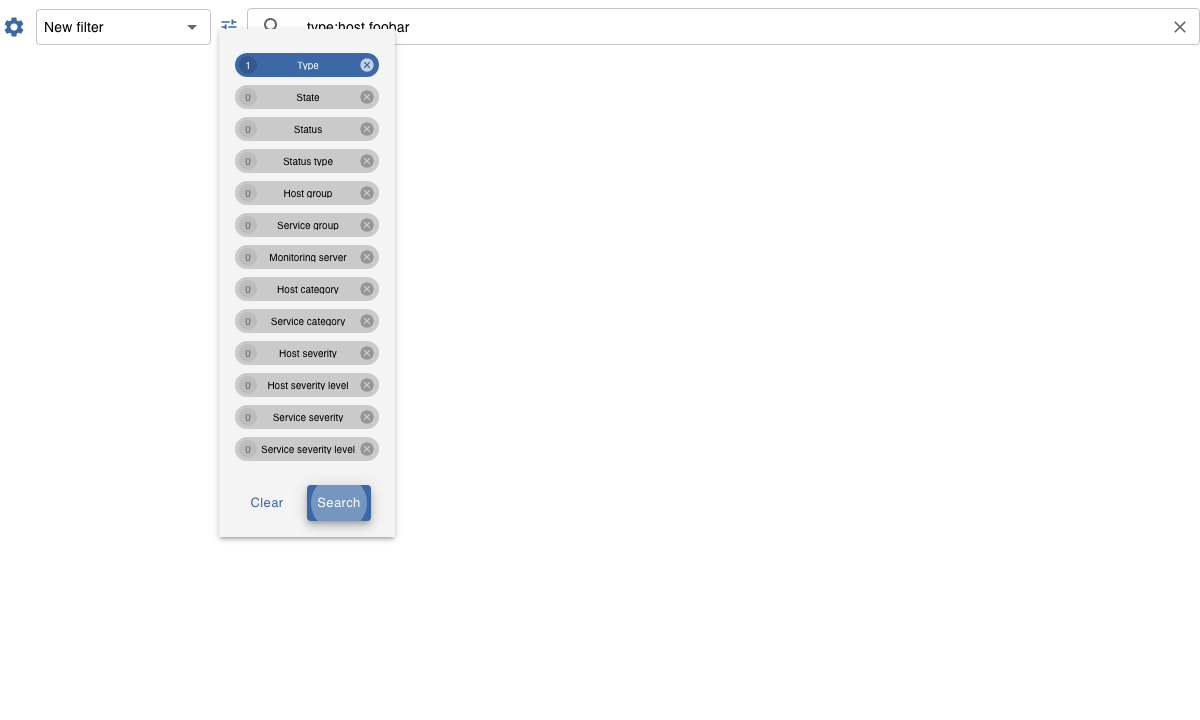 New filter
type:host foobar
1 Type
0 State
0 Status
0 Status type
0 Host group
0 Service group
0 Monitoring server
0 Host category
0 Service category
0 Host severity
0 Host severity level
0 Service severity
0 Service severity level
Clear Search